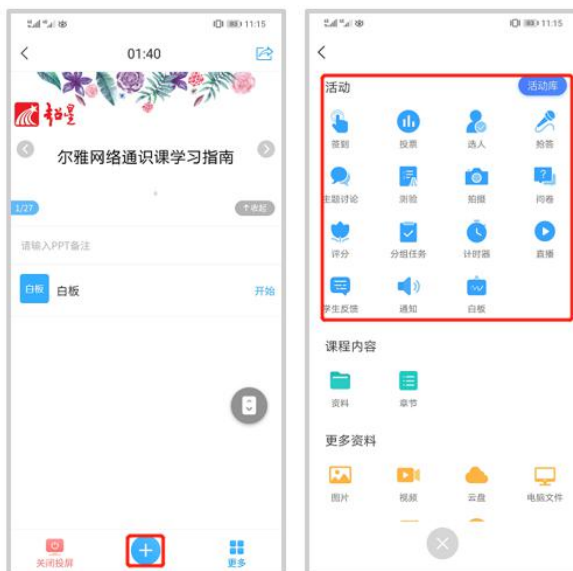 11:15
01:40
超星
尔雅网络通识课学习指南
1/27
收起
请输入PPT备注
白板 白板 开始
关闭投屏
更多
11:15
活动 活动库
签到 投票 选人 抢答
主题讨论 测验 拍摄 问卷
评分 分组任务 计时器 直播
学生反馈 通知 白板
课程内容
资料 章节
更多资料
图片 视频 云盘 电脑文件